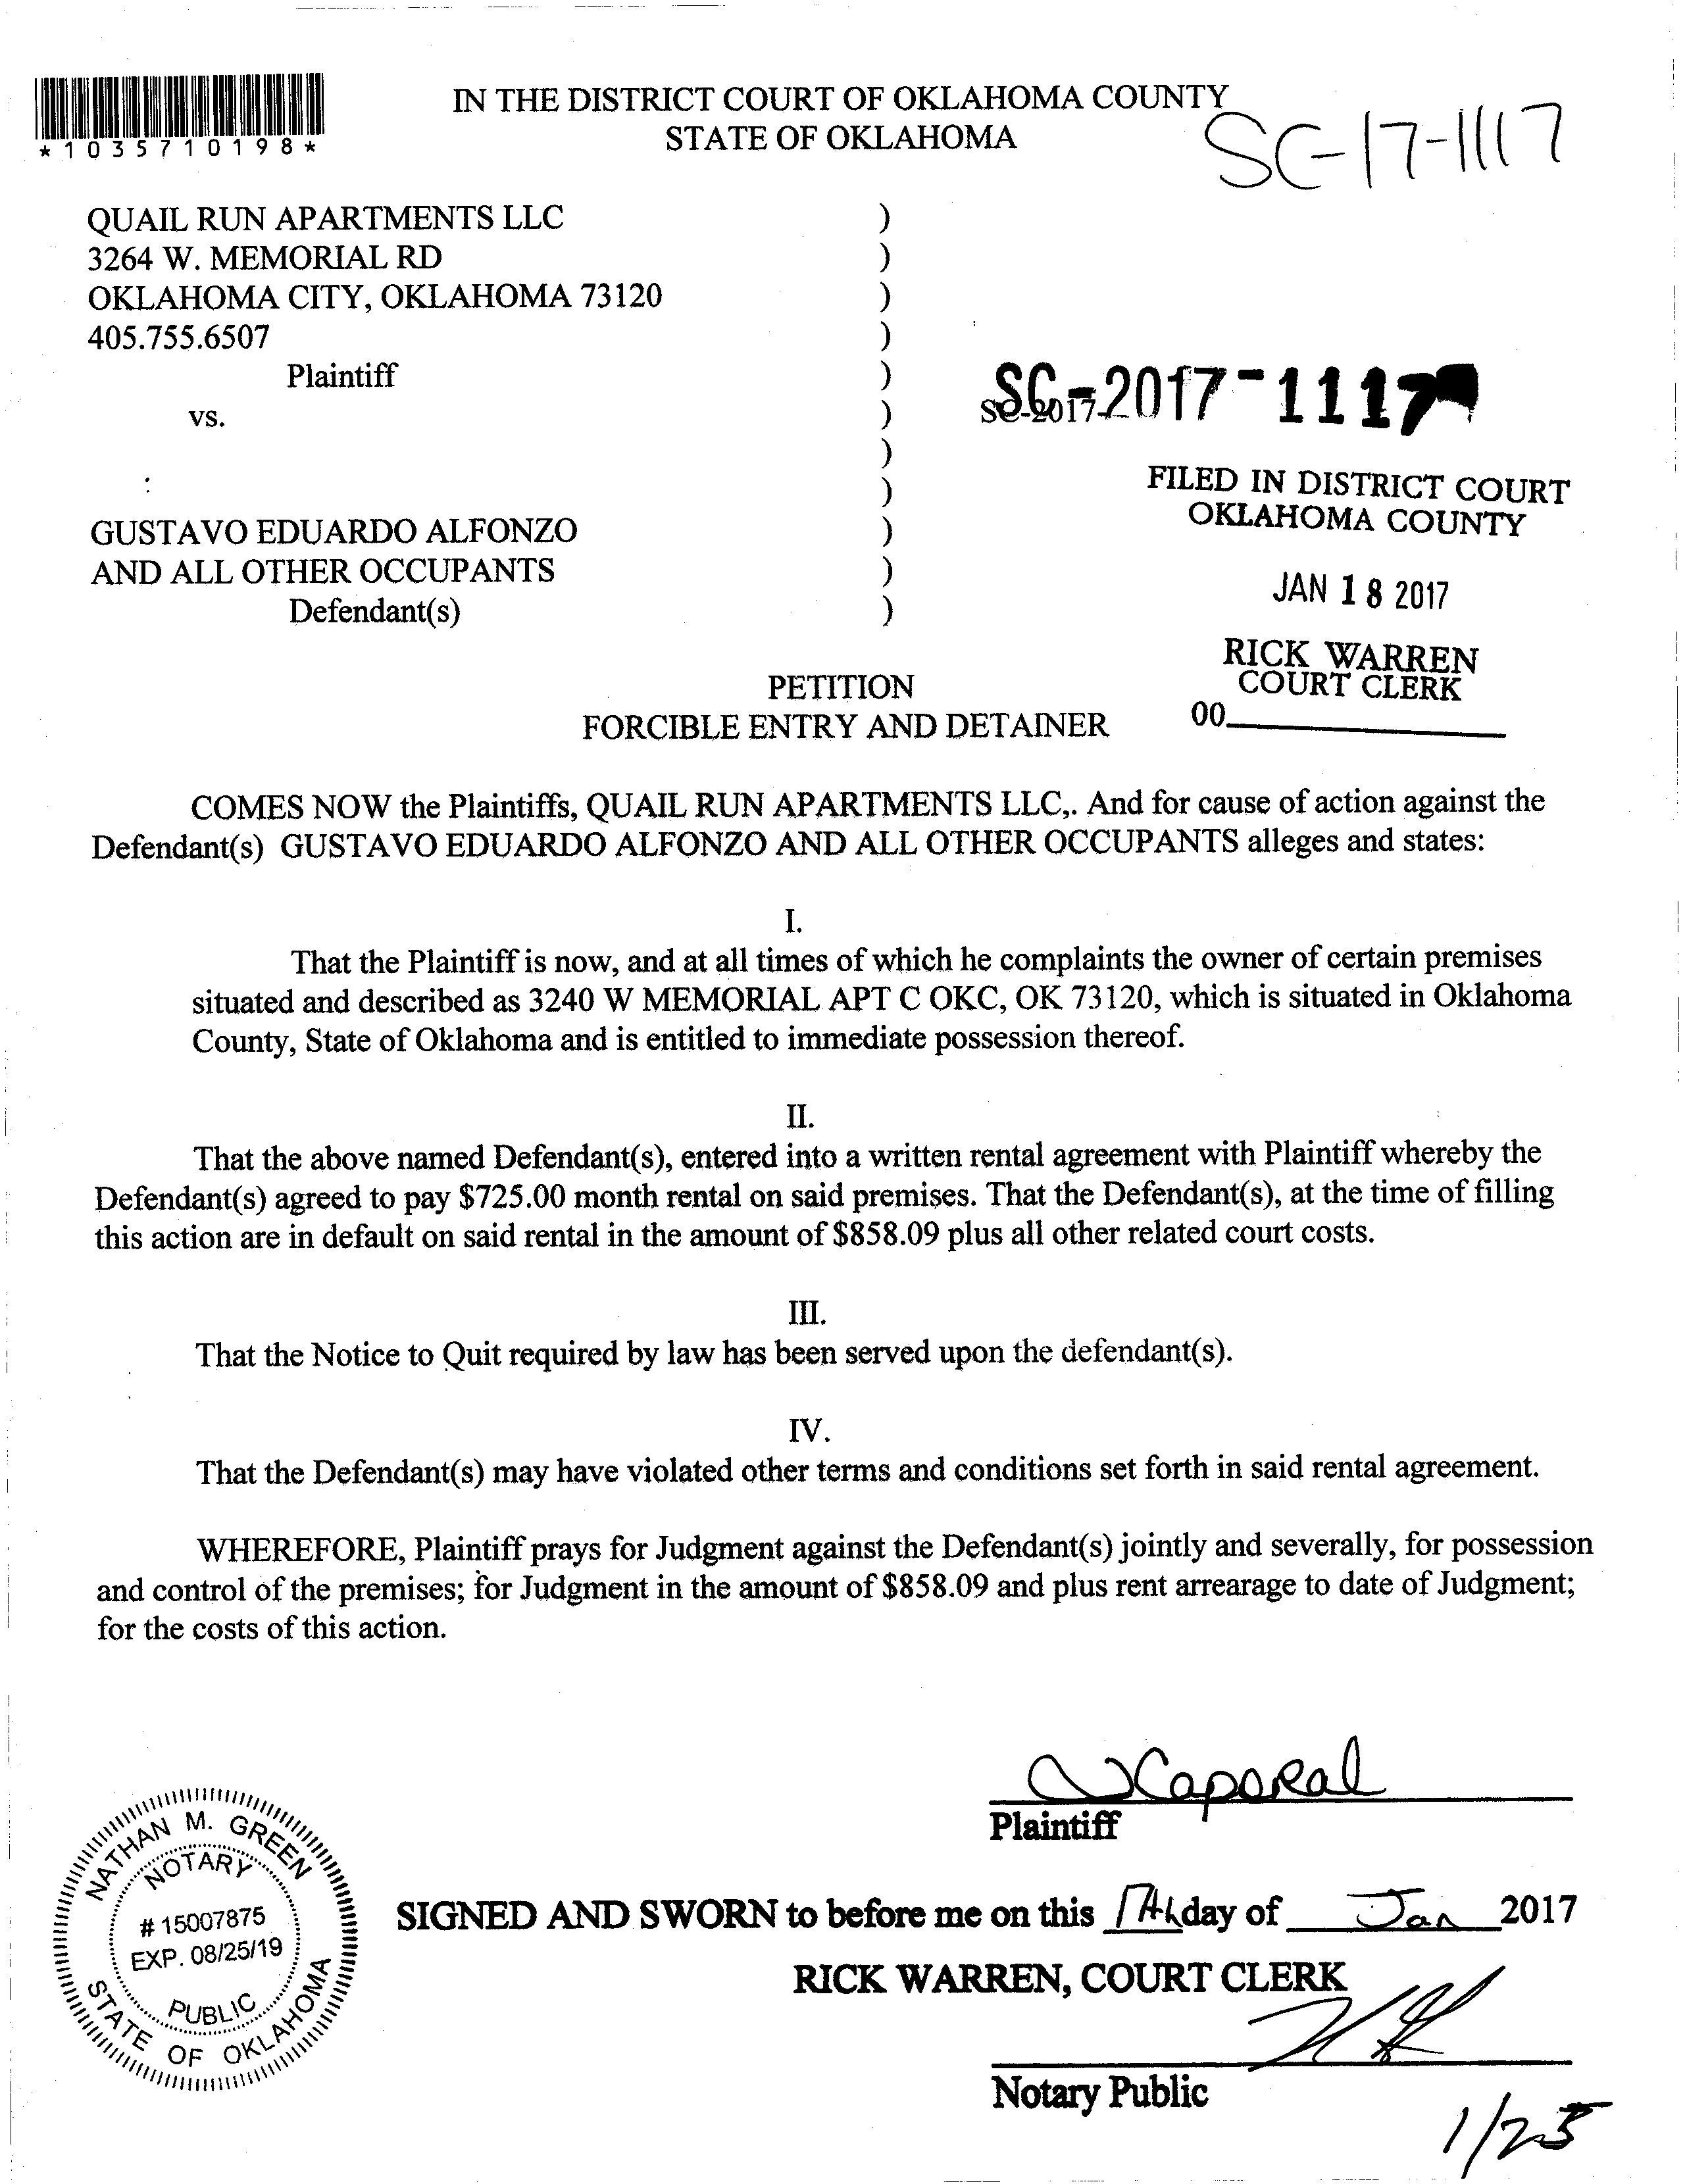 *1035710198*
IN THE DISTRICT COURT OF OKLAHOMA COUNTY
STATE OF OKLAHOMA
SC-17-1117
QUAIL RUN APARTMENTS LLC )
3264 W. MEMORIAL RD )
OKLAHOMA CITY, OKLAHOMA 73120 )
405.755.6507 )
Plaintiff )
vs. )
)
: )
GUSTAVO EDUARDO ALFONZO )
AND ALL OTHER OCCUPANTS )
Defendant(s) )
SC-2017-
SC-2017-1117
FILED IN DISTRICT COURT
OKLAHOMA COUNTY
JAN 18 2017
RICK WARREN
COURT CLERK
00
PETITION
FORCIBLE ENTRY AND DETAINER
COMES NOW the Plaintiffs, QUAIL RUN APARTMENTS LLC,. And for cause of action against the
Defendant(s) GUSTAVO EDUARDO ALFONZO AND ALL OTHER OCCUPANTS alleges and states:
I.
That the Plaintiff is now, and at all times of which he complaints the owner of certain premises
situated and described as 3240 W MEMORIAL APT C OKC, OK 73120, which is situated in Oklahoma
County, State of Oklahoma and is entitled to immediate possession thereof.
II.
That the above named Defendant(s), entered into a written rental agreement with Plaintiff whereby the
Defendant(s) agreed to pay $725.00 month rental on said premises. That the Defendant(s), at the time of filling
this action are in default on said rental in the amount of $858.09 plus all other related court costs.
III.
That the Notice to Quit required by law has been served upon the defendant(s).
IV.
That the Defendant(s) may have violated other terms and conditions set forth in said rental agreement.
WHEREFORE, Plaintiff prays for Judgment against the Defendant(s) jointly and severally, for possession
and control of the premises; for Judgment in the amount of $858.09 and plus rent arrearage to date of Judgment;
for the costs of this action.
Caporal
Plaintiff
NATHAN M. GREEN
NOTARY
# 15007875
EXP. 08/25/19
PUBLIC
STATE OF OKLAHOMA
SIGNED AND SWORN to before me on this 17th day of Jan 2017
RICK WARREN, COURT CLERK
Notary Public
1/25